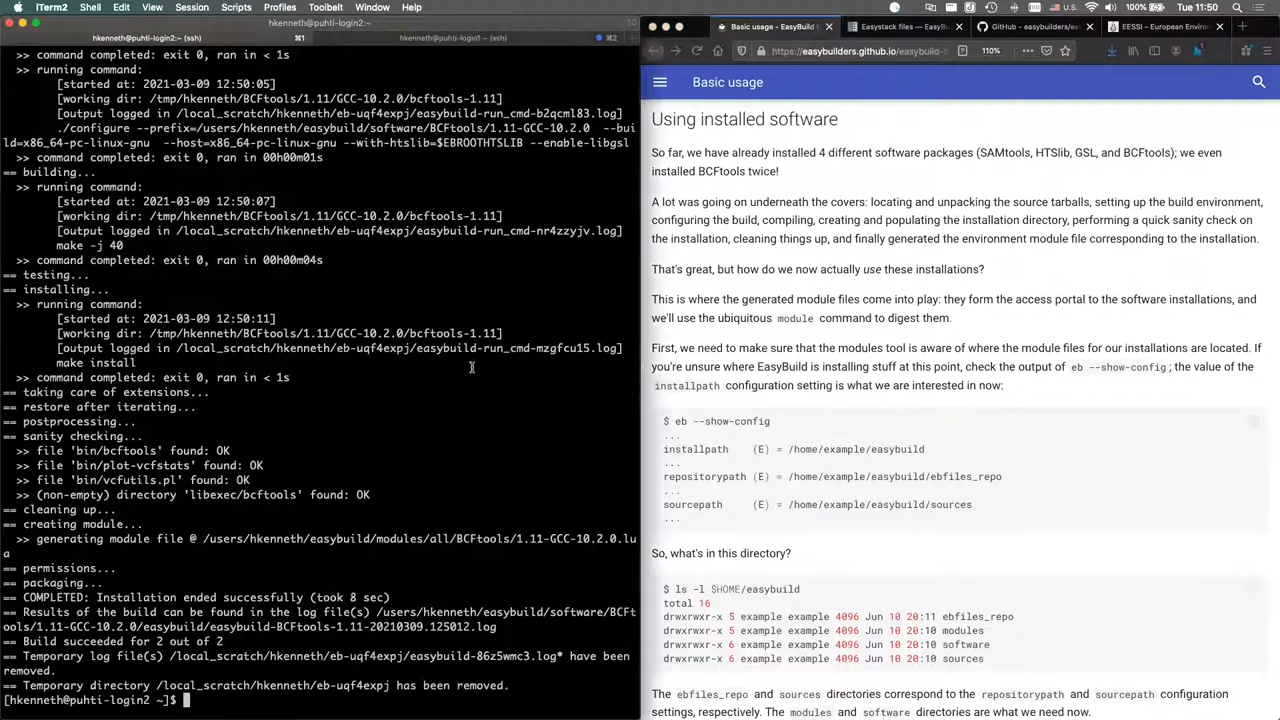 iTerm2 Shell Edit View Session Scripts Profiles Toolbelt Window Help
U.S. Tue 11:50
hkenneth@puhti-login2:~
hkenneth@puhti-login2:~ (ssh) ⌘1 hkenneth@puhti-login1:~ (ssh) ⌘2
>> command completed: exit 0, ran in < 1s
>> running command:
[started at: 2021-03-09 12:50:05]
[working dir: /tmp/hkenneth/BCFtools/1.11/GCC-10.2.0/bcftools-1.11]
[output logged in /local_scratch/hkenneth/eb-uqf4expj/easybuild-run_cmd-b2qcml83.log]
./configure --prefix=/users/hkenneth/easybuild/software/BCFtools/1.11-GCC-10.2.0 --bui
ld=x86_64-pc-linux-gnu --host=x86_64-pc-linux-gnu --with-htslib=$EBROOTHTSLIB --enable-libgsl
>> command completed: exit 0, ran in 00h00m01s
== building...
>> running command:
[started at: 2021-03-09 12:50:07]
[working dir: /tmp/hkenneth/BCFtools/1.11/GCC-10.2.0/bcftools-1.11]
[output logged in /local_scratch/hkenneth/eb-uqf4expj/easybuild-run_cmd-nr4zzyjv.log]
make -j 40
>> command completed: exit 0, ran in 00h00m04s
== testing...
== installing...
>> running command:
[started at: 2021-03-09 12:50:11]
[working dir: /tmp/hkenneth/BCFtools/1.11/GCC-10.2.0/bcftools-1.11]
[output logged in /local_scratch/hkenneth/eb-uqf4expj/easybuild-run_cmd-mzgfcu15.log]
make install
>> command completed: exit 0, ran in < 1s
== taking care of extensions...
== restore after iterating...
== postprocessing...
== sanity checking...
>> file 'bin/bcftools' found: OK
>> file 'bin/plot-vcfstats' found: OK
>> file 'bin/vcfutils.pl' found: OK
>> (non-empty) directory 'libexec/bcftools' found: OK
== cleaning up...
== creating module...
>> generating module file @ /users/hkenneth/easybuild/modules/all/BCFtools/1.11-GCC-10.2.0.lu
a
== permissions...
== packaging...
== COMPLETED: Installation ended successfully (took 8 sec)
== Results of the build can be found in the log file(s) /users/hkenneth/easybuild/software/BCFt
ools/1.11-GCC-10.2.0/easybuild/easybuild-BCFtools-1.11-20210309.125012.log
== Build succeeded for 2 out of 2
== Temporary log file(s) /local_scratch/hkenneth/eb-uqf4expj/easybuild-86z5wmc3.log* have been
removed.
== Temporary directory /local_scratch/hkenneth/eb-uqf4expj has been removed.
[hkenneth@puhti-login2 ~]$
Basic usage - EasyBuild t Easystack files — EasyBu GitHub - easybuilders/e EESSI – European Enviro
https://easybuilders.github.io/easybuild-t 110%
Basic usage
Using installed software
So far, we have already installed 4 different software packages (SAMtools, HTSlib, GSL, and BCFtools); we even
installed BCFtools twice!
A lot was going on underneath the covers: locating and unpacking the source tarballs, setting up the build environment,
configuring the build, compiling, creating and populating the installation directory, performing a quick sanity check on
the installation, cleaning things up, and finally generated the environment module file corresponding to the installation.
That's great, but how do we now actually use these installations?
This is where the generated module files come into play: they form the access portal to the software installations, and
we'll use the ubiquitous module command to digest them.
First, we need to make sure that the modules tool is aware of where the module files for our installations are located. If
you're unsure where EasyBuild is installing stuff at this point, check the output of eb --show-config; the value of the
installpath configuration setting is what we are interested in now:
$ eb --show-config
...
installpath (E) = /home/example/easybuild
...
repositorypath (E) = /home/example/easybuild/ebfiles_repo
...
sourcepath (E) = /home/example/easybuild/sources
...
So, what's in this directory?
$ ls -l $HOME/easybuild
total 16
drwxrwxr-x 5 example example 4096 Jun 10 20:11 ebfiles_repo
drwxrwxr-x 5 example example 4096 Jun 10 20:10 modules
drwxrwxr-x 6 example example 4096 Jun 10 20:10 software
drwxrwxr-x 6 example example 4096 Jun 10 20:10 sources
The ebfiles_repo and sources directories correspond to the repositorypath and sourcepath configuration
settings, respectively. The modules and software directories are what we need now.